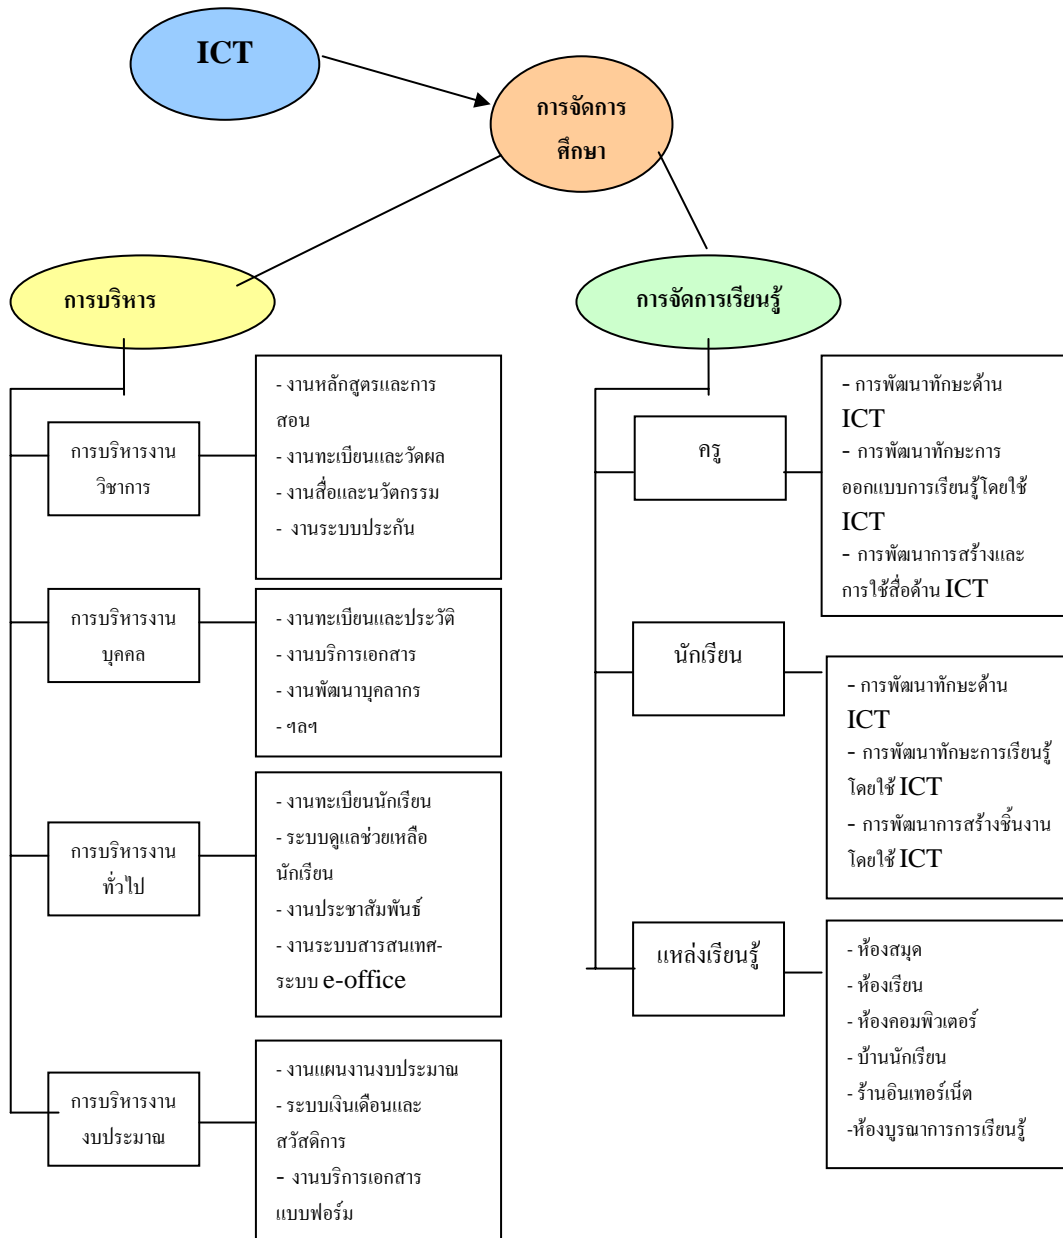 ICT
การจัดการ
ศึกษา
การบริหาร
การบริหารงาน
วิชาการ
- งานหลักสูตรและการ
สอน
- งานทะเบียนและวัดผล
- งานสื่อและนวัตกรรม
- งานระบบประกัน
การบริหารงาน
บุคคล
- งานทะเบียนและประวัติ
- งานบริการเอกสาร
- งานพัฒนาบุคลากร
- ฯลฯ
การบริหารงาน
ทั่วไป
- งานทะเบียนนักเรียน
- ระบบดูแลช่วยเหลือ
นักเรียน
- งานประชาสัมพันธ์
- งานระบบสารสนเทศ-
ระบบ e-office
การบริหารงาน
งบประมาณ
- งานแผนงานงบประมาณ
- ระบบเงินเดือนและ
สวัสดิการ
- งานบริการเอกสาร
แบบฟอร์ม
การจัดการเรียนรู้
ครู
- การพัฒนาทักษะด้าน
ICT
- การพัฒนาทักษะการ
ออกแบบการเรียนรู้โดยใช้
ICT
- การพัฒนาการสร้างและ
การใช้สื่อด้าน ICT
นักเรียน
- การพัฒนาทักษะด้าน
ICT
- การพัฒนาทักษะการเรียนรู้
โดยใช้ ICT
- การพัฒนาการสร้างชิ้นงาน
โดยใช้ ICT
แหล่งเรียนรู้
- ห้องสมุด
- ห้องเรียน
- ห้องคอมพิวเตอร์
- บ้านนักเรียน
- ร้านอินเทอร์เน็ต
-ห้องบูรณาการการเรียนรู้